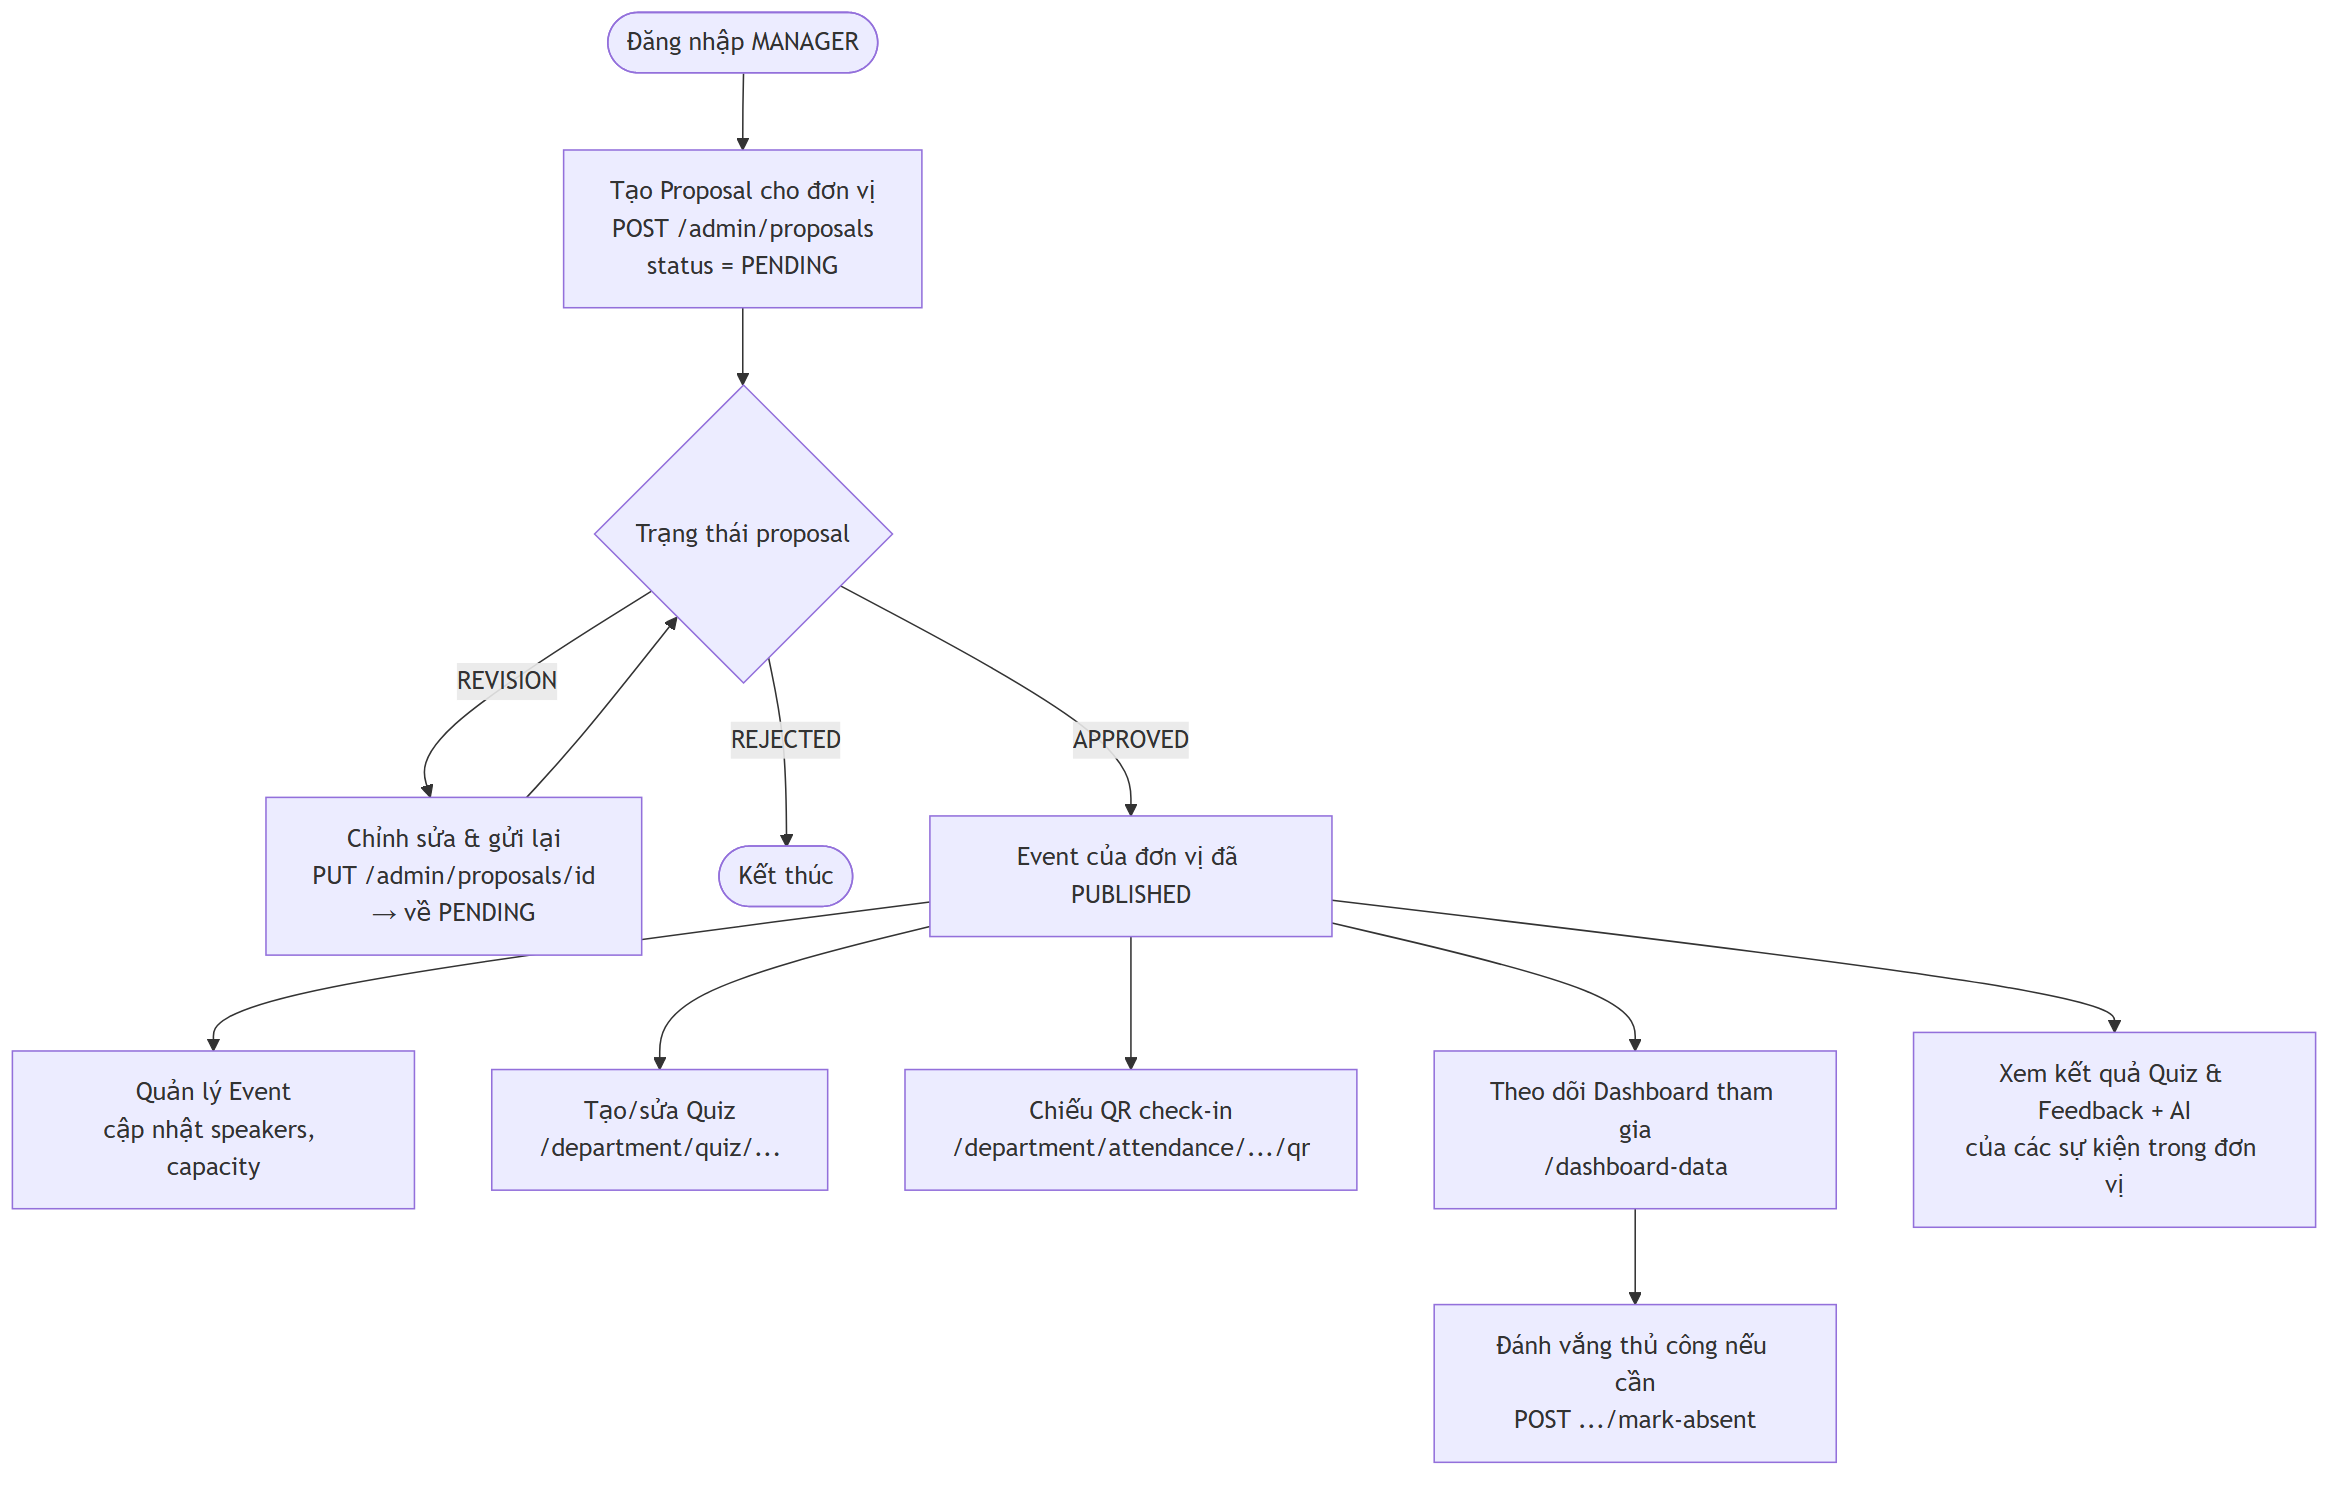 Đăng nhập MANAGER
Tạo Proposal cho đơn vị
POST /admin/proposals
status = PENDING
Trạng thái proposal
REVISION
REJECTED
APPROVED
Chỉnh sửa & gửi lại
PUT /admin/proposals/id
→ về PENDING
Kết thúc
Event của đơn vị đã
PUBLISHED
Quản lý Event
cập nhật speakers,
capacity
Tạo/sửa Quiz
/department/quiz/...
Chiếu QR check-in
/department/attendance/.../qr
Theo dõi Dashboard tham
gia
/dashboard-data
Xem kết quả Quiz &
Feedback + AI
của các sự kiện trong đơn
vị
Đánh vắng thủ công nếu
cần
POST .../mark-absent